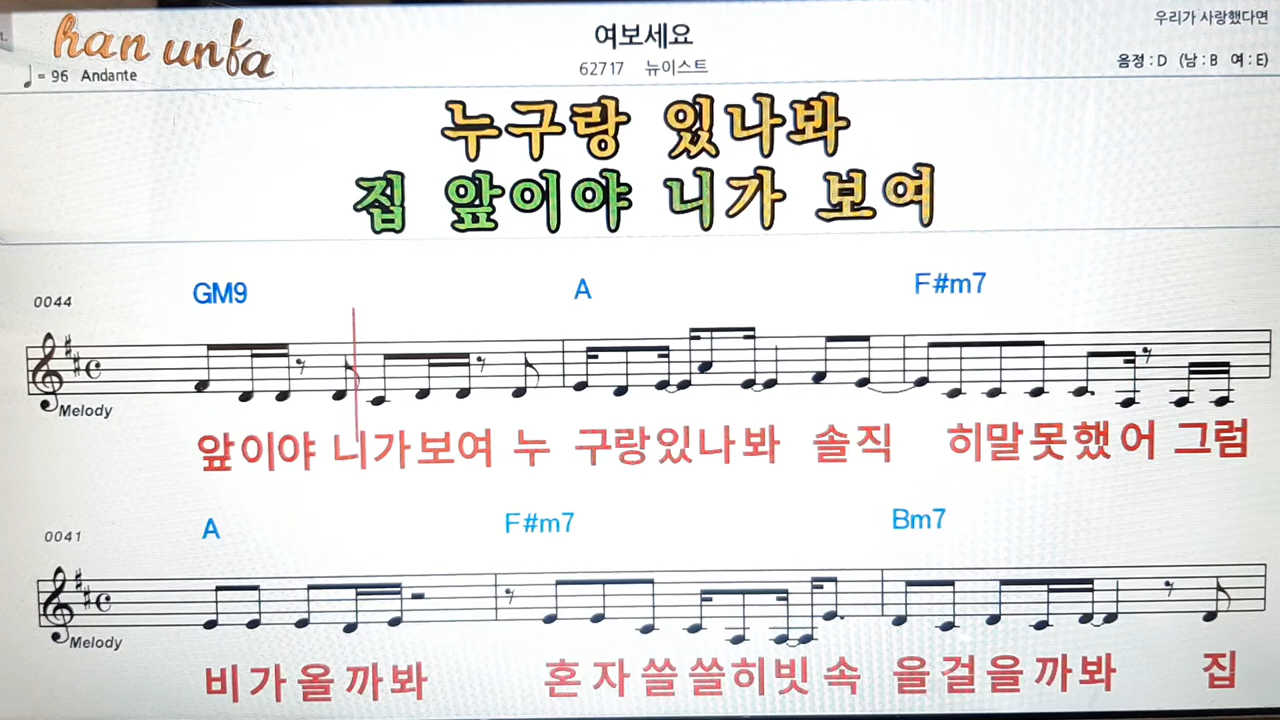 우리가 사랑했다면
han unfa
여보세요
♩= 96 Andante
62717 뉴이스트
음정 : D (남 : B 여 : E)
누구랑 있나봐
집 앞이야 니가 보여
0044
GM9 A F#m7
Melody
앞이야 니가보여 누 구랑있나봐 솔직 히말못했어 그럼
0041
A F#m7 Bm7
Melody
비가올까봐 혼자쓸쓸히빗속 을걸을까봐 집